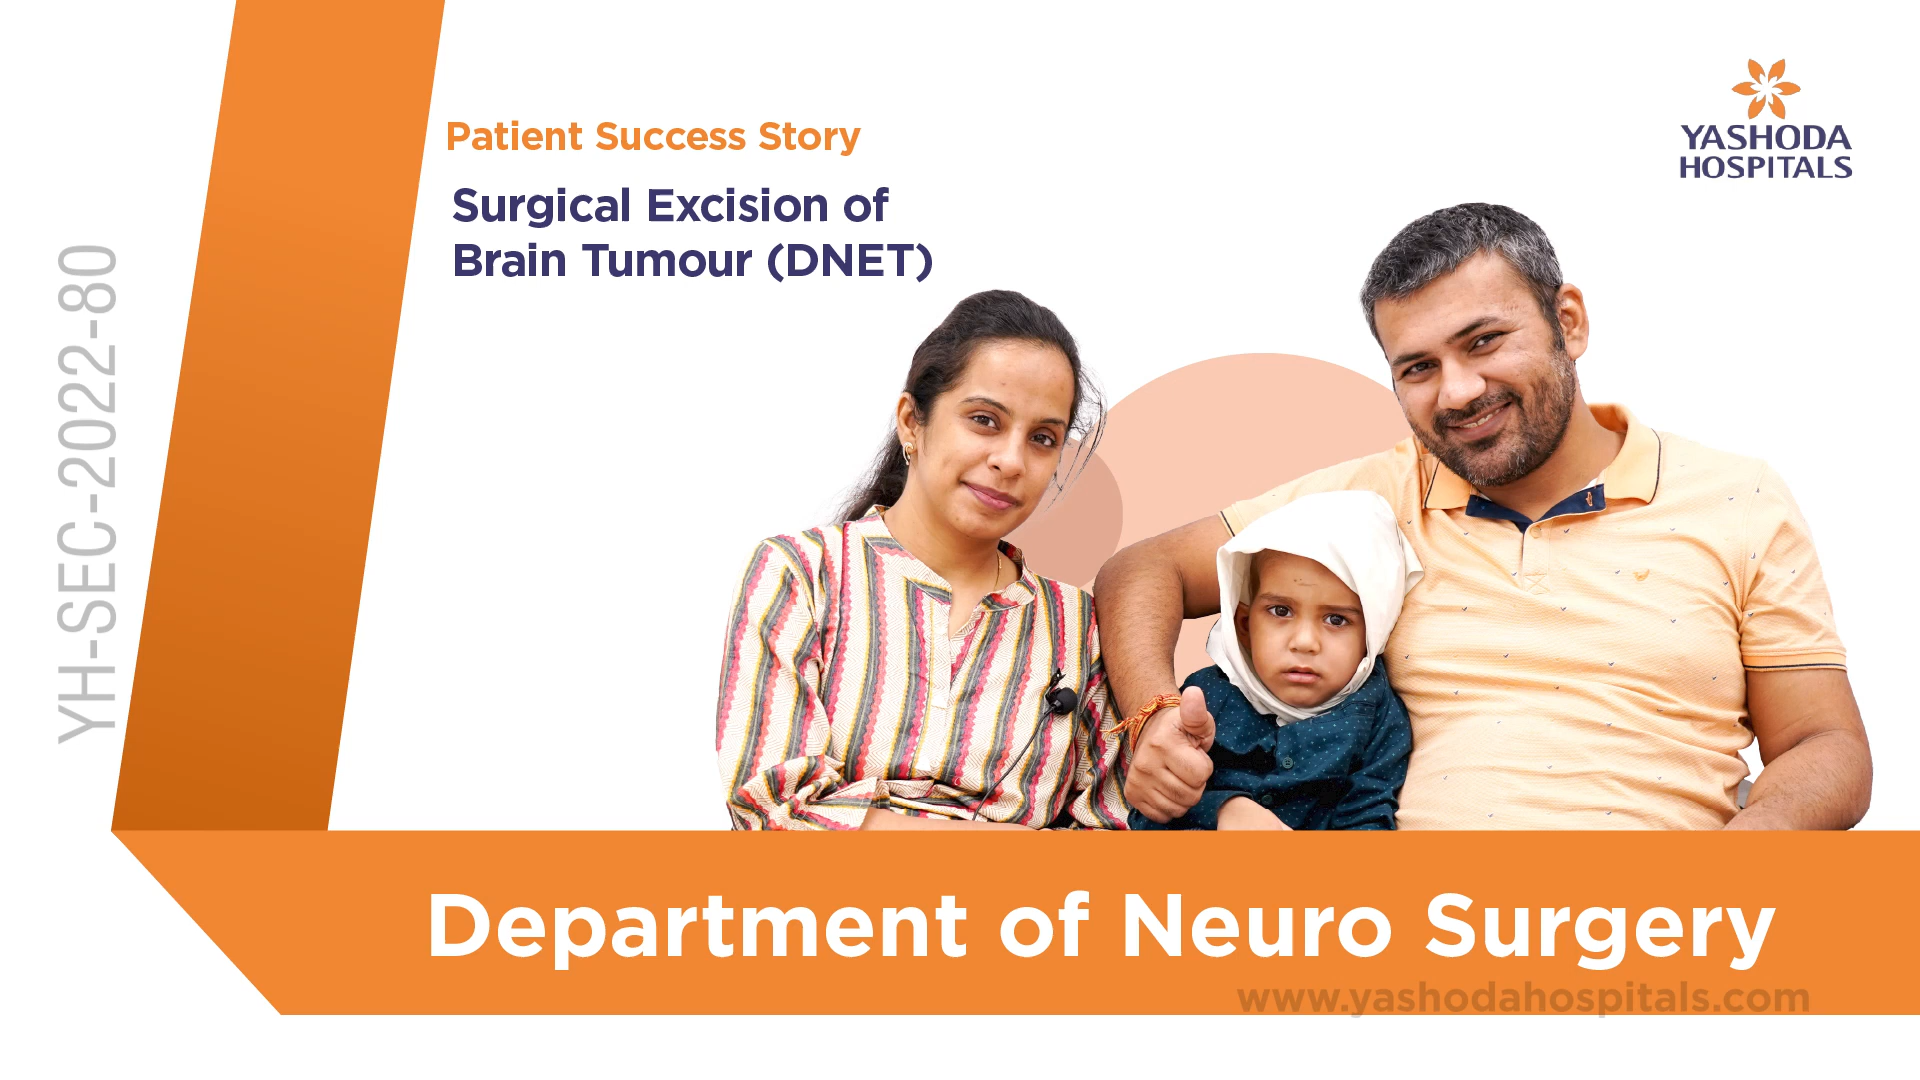 Patient Success Story
Surgical Excision of
Brain Tumour (DNET)
YASHODA
HOSPITALS
YH-SEC-2022-80
Department of Neuro Surgery
www.yashodahospitals.com